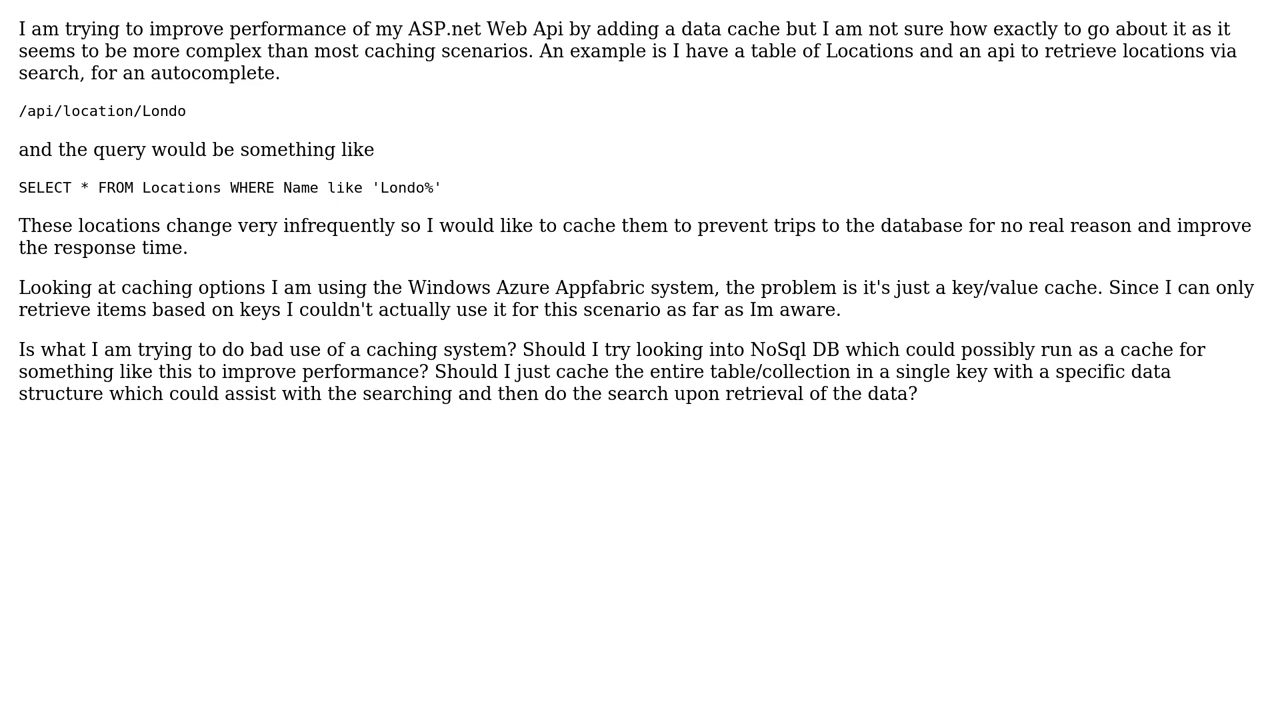 I am trying to improve performance of my ASP.net Web Api by adding a data cache but I am not sure how exactly to go about it as it
seems to be more complex than most caching scenarios. An example is I have a table of Locations and an api to retrieve locations via
search, for an autocomplete.
/api/location/Londo
and the query would be something like
SELECT * FROM Locations WHERE Name like 'Londo%'
These locations change very infrequently so I would like to cache them to prevent trips to the database for no real reason and improve
the response time.
Looking at caching options I am using the Windows Azure Appfabric system, the problem is it's just a key/value cache. Since I can only
retrieve items based on keys I couldn't actually use it for this scenario as far as Im aware.
Is what I am trying to do bad use of a caching system? Should I try looking into NoSql DB which could possibly run as a cache for
something like this to improve performance? Should I just cache the entire table/collection in a single key with a specific data
structure which could assist with the searching and then do the search upon retrieval of the data?